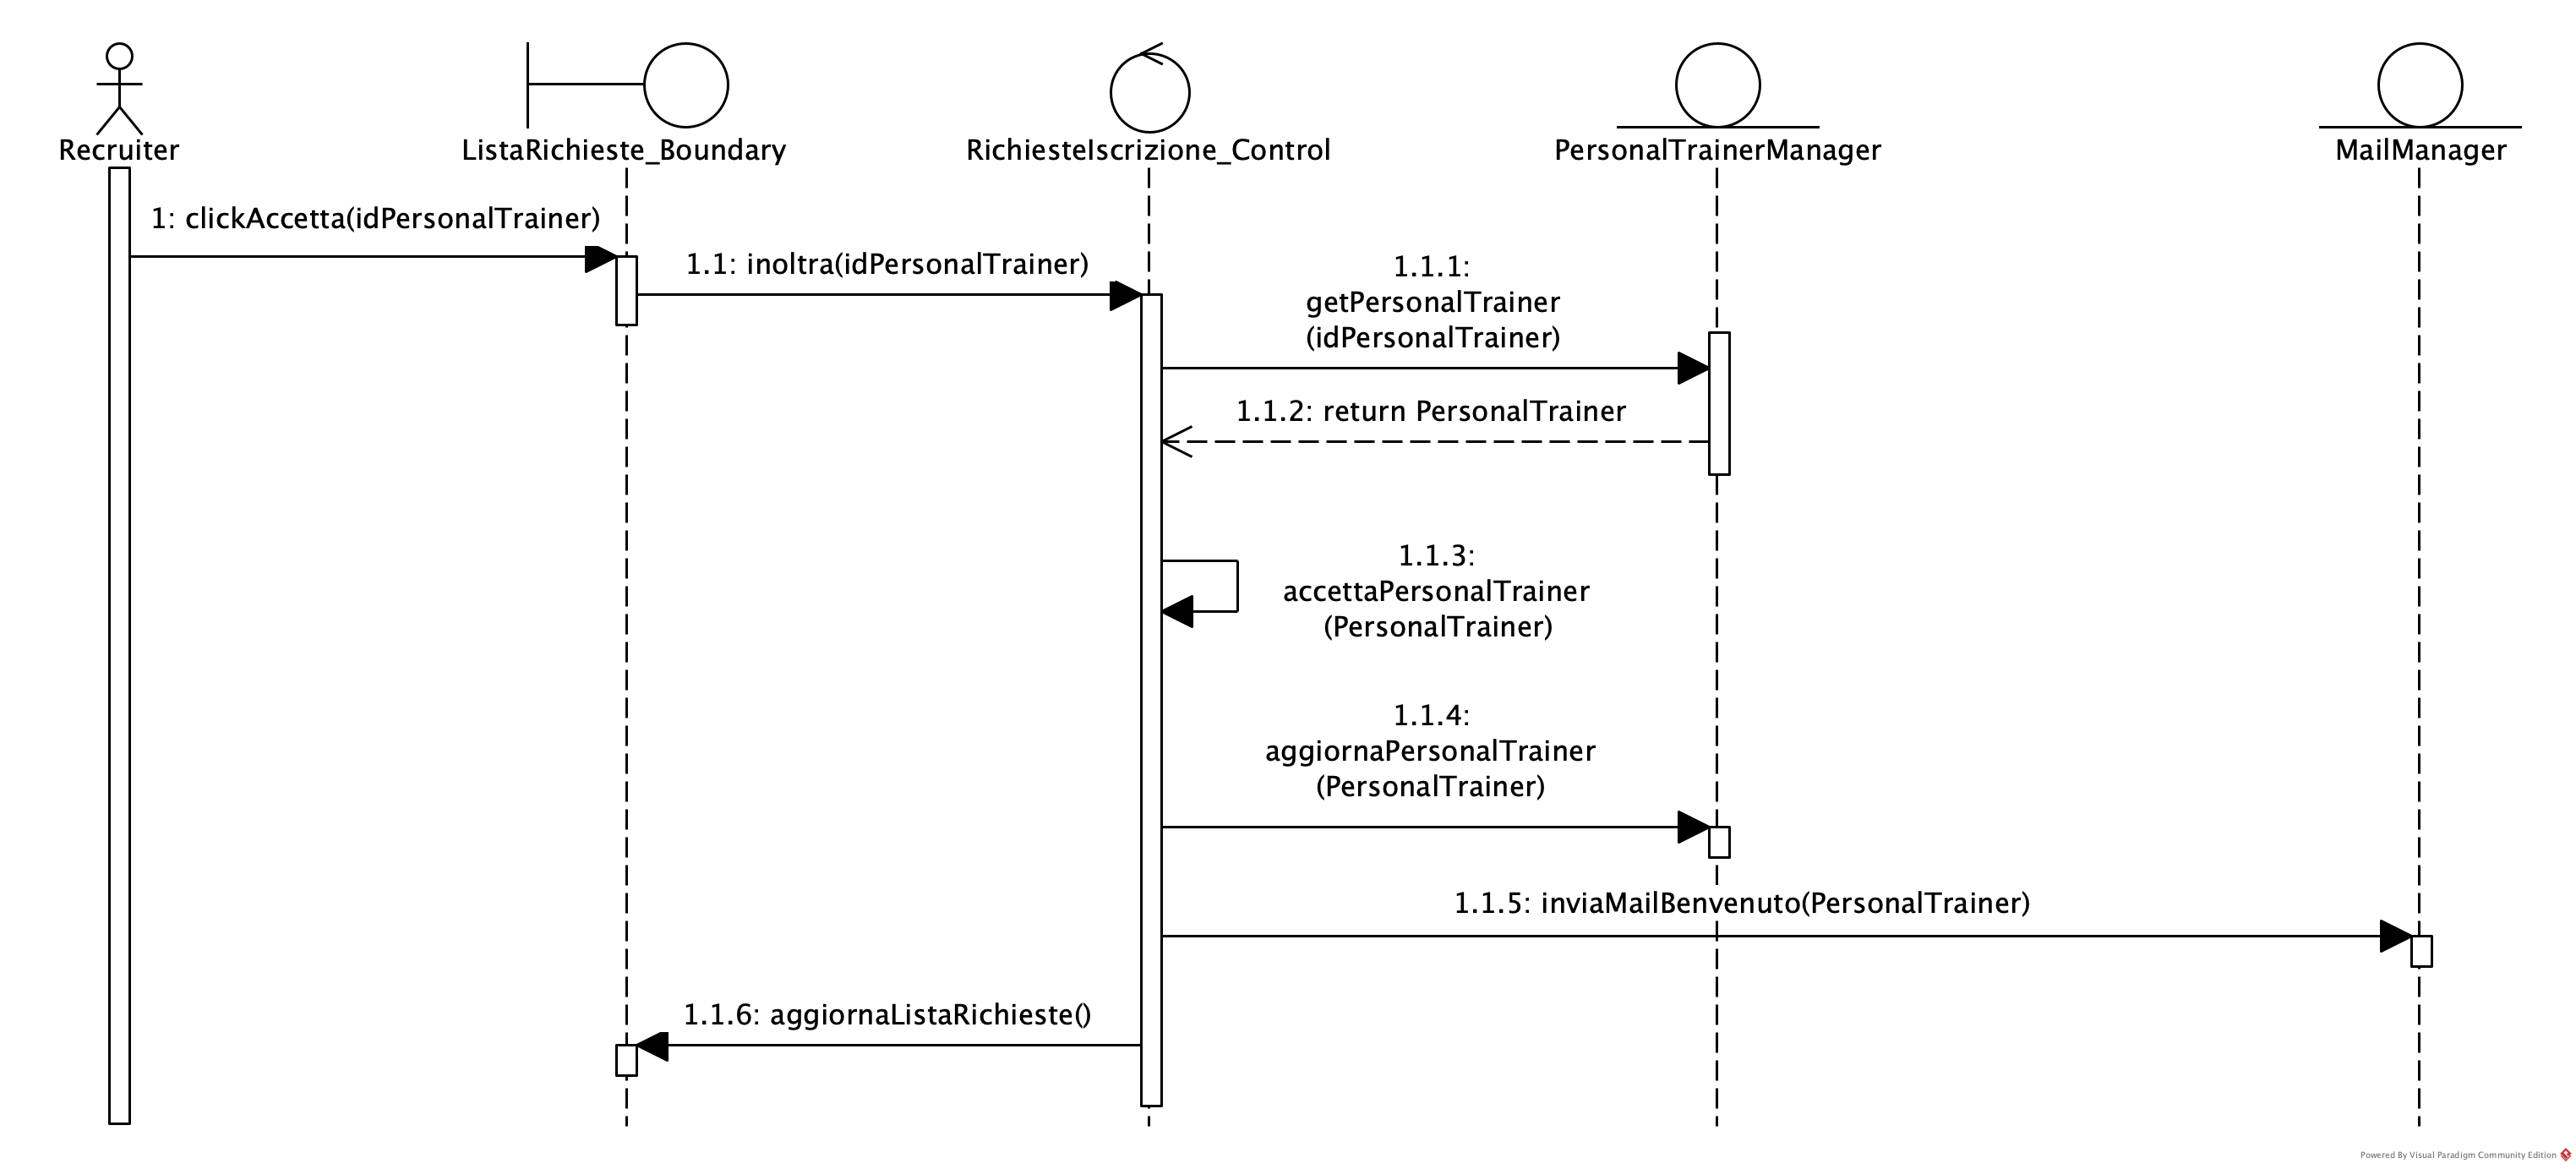 Recruiter
ListaRichieste_Boundary
RichiesteIscrizione_Control
PersonalTrainerManager
MailManager
1: clickAccetta(idPersonalTrainer)
1.1: inoltra(idPersonalTrainer)
1.1.1:
getPersonalTrainer
(idPersonalTrainer)
1.1.2: return PersonalTrainer
1.1.3:
accettaPersonalTrainer
(PersonalTrainer)
1.1.4:
aggiornaPersonalTrainer
(PersonalTrainer)
1.1.5: inviaMailBenvenuto(PersonalTrainer)
1.1.6: aggiornaListaRichieste()
Powered By Visual Paradigm Community Edition